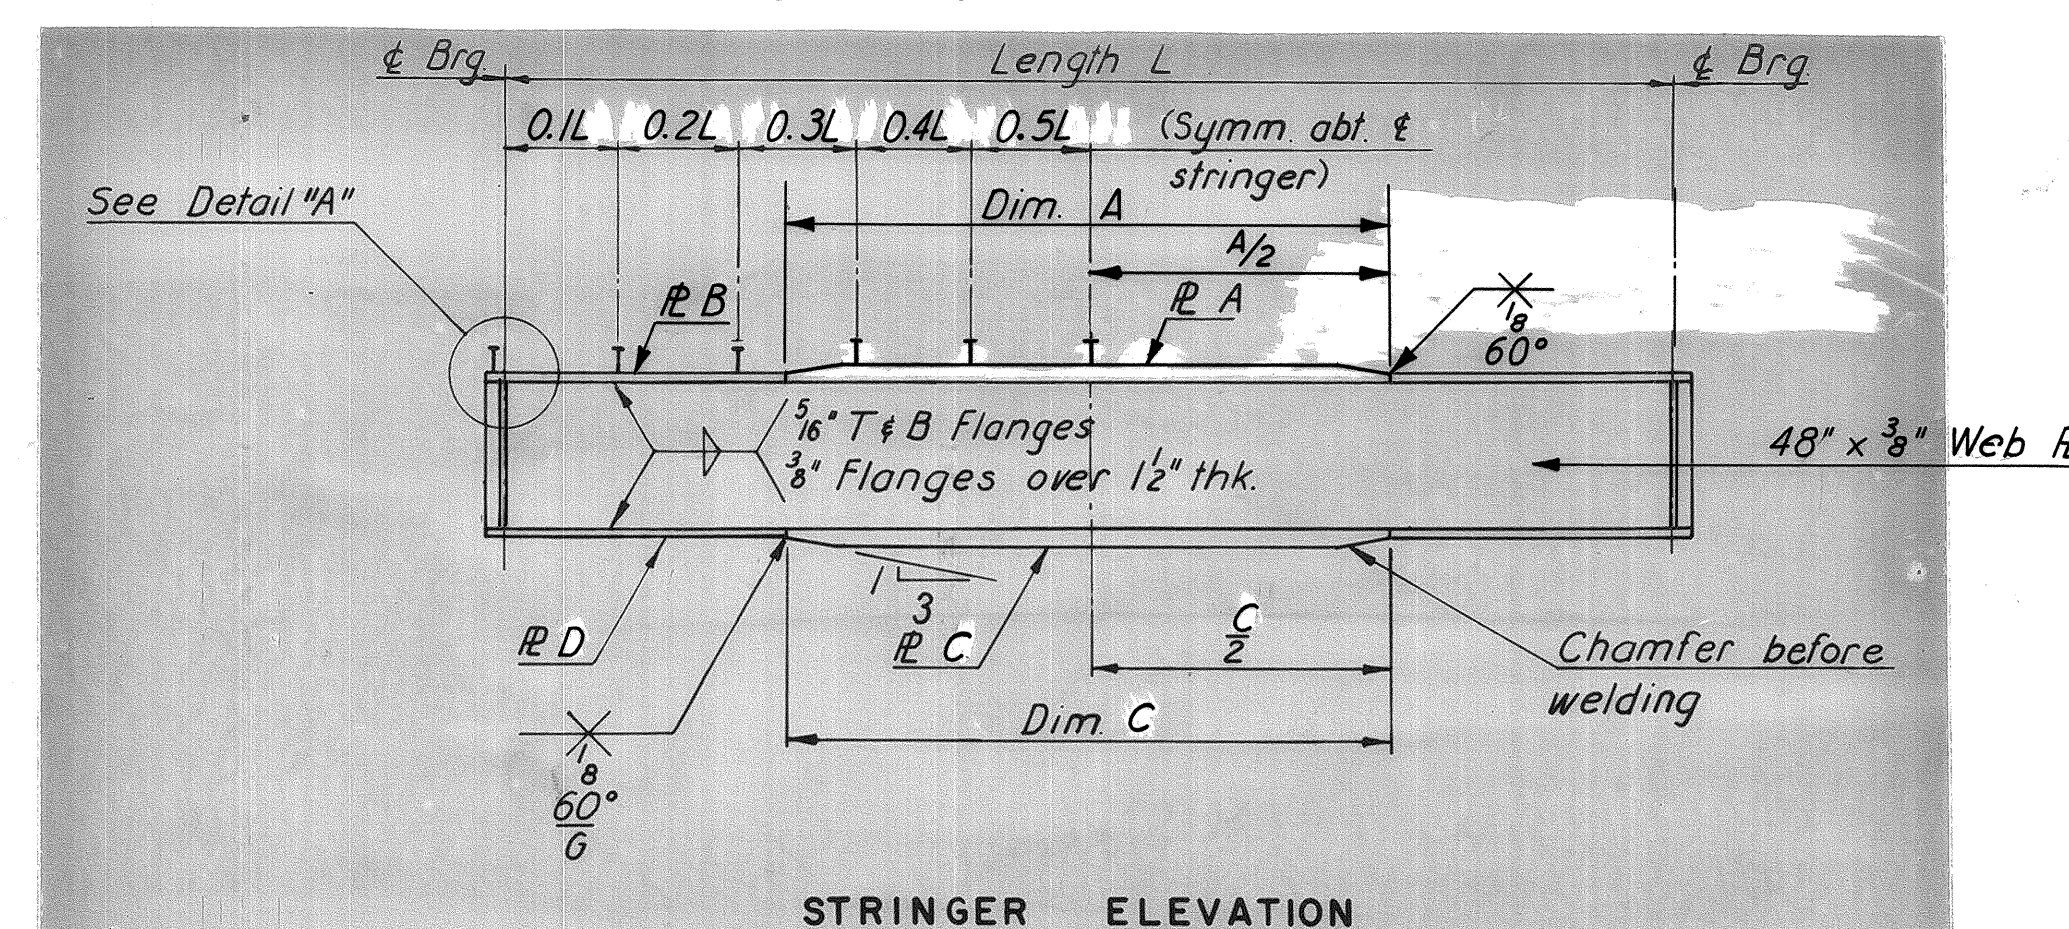 ℄ Brg.
Length L
℄ Brg.
0.1L 0.2L 0.3L 0.4L 0.5L (Symm. abt. ℄
stringer)
See Detail "A"
Dim. A
A/2
℄ B
℄ A
1/8
60°
5/16" T & B Flanges
3/8" Flanges over 1 1/2" thk.
48" x 3/8" Web
1
3
℄ D
℄ C
C/2
Chamfer before
welding
Dim. C
1/8
60°
G
STRINGER ELEVATION